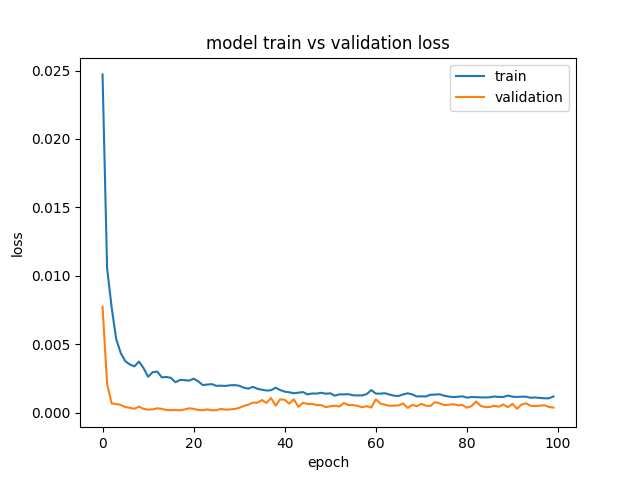 model train vs validation loss
train
validation
0.025
0.020
0.015
0.010
0.005
0.000
loss
0 20 40 60 80 100
epoch